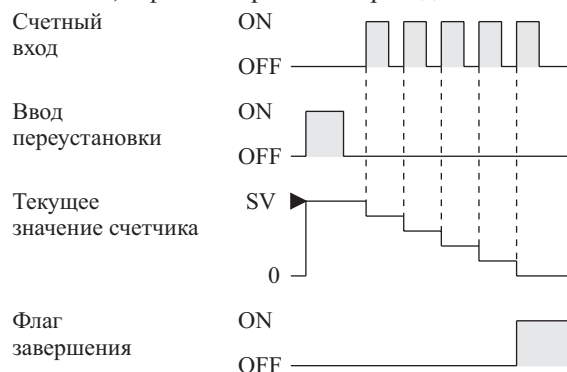 Счетный ON
вход
OFF
Ввод ON
переустановки
OFF
Текущее SV
значение счетчика
0
Флаг ON
завершения
OFF